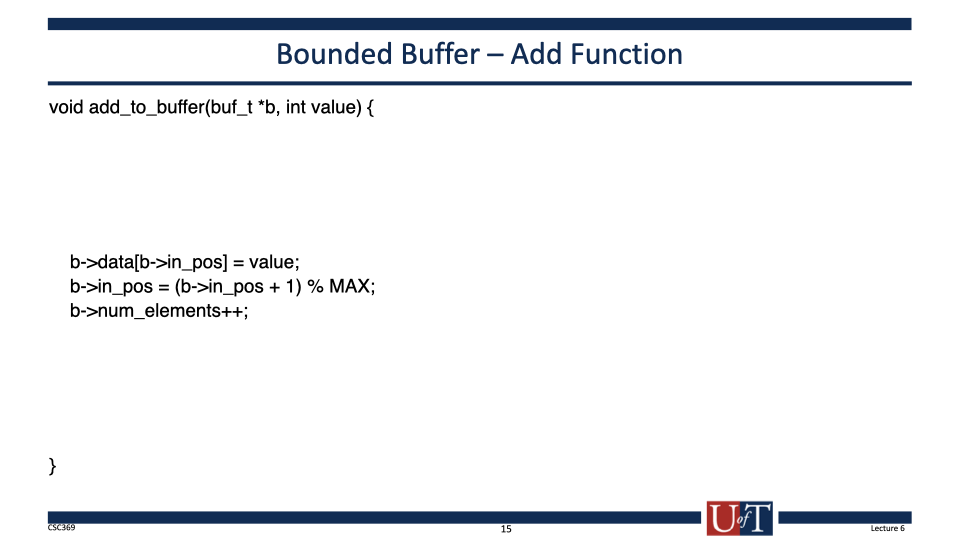 Bounded Buffer – Add Function
void add_to_buffer(buf_t *b, int value) {
b->data[b->in_pos] = value;
b->in_pos = (b->in_pos + 1) % MAX;
b->num_elements++;
}
CSC369
15
U of T
Lecture 6